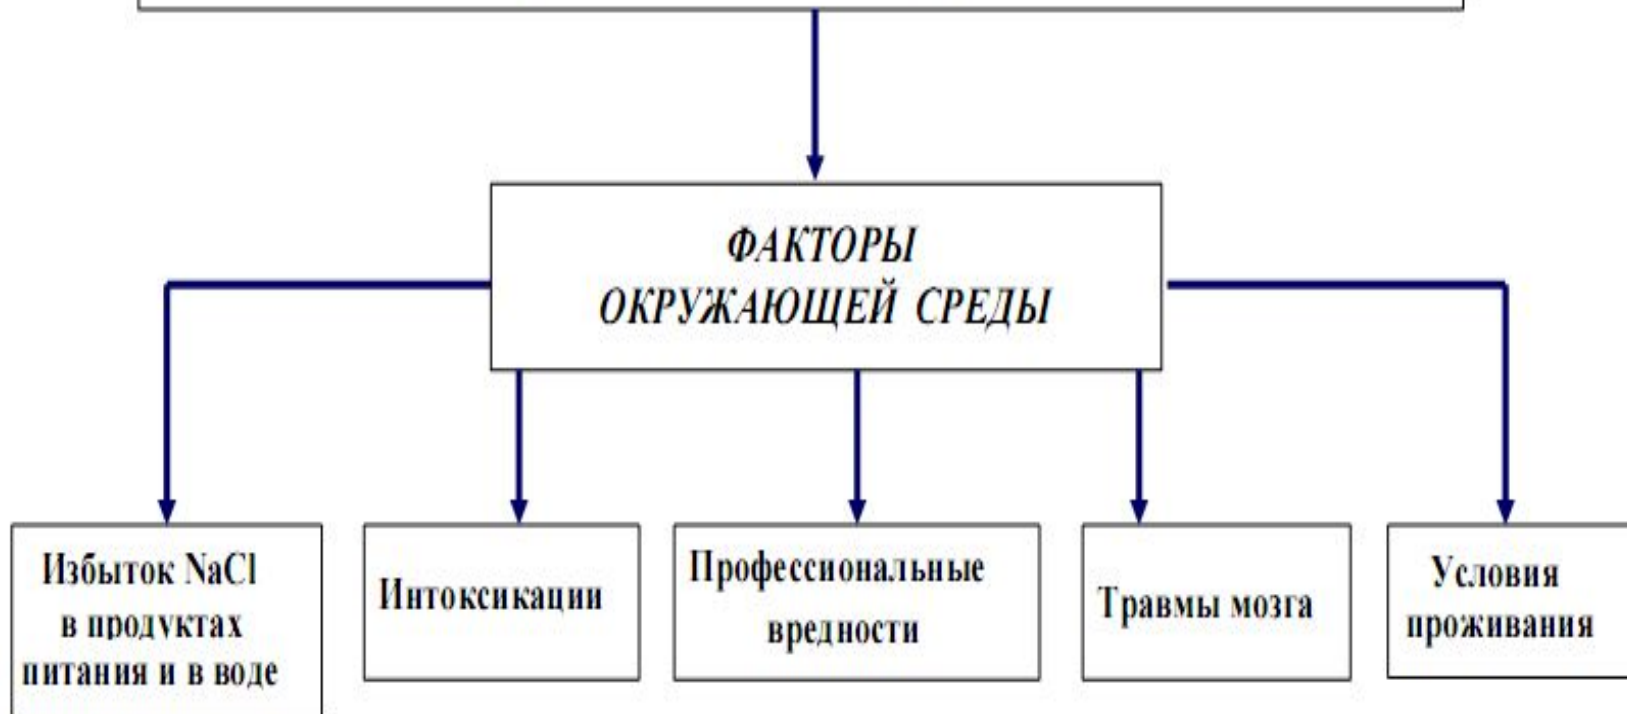 ФАКТОРЫ
ОКРУЖАЮЩЕЙ СРЕДЫ
Избыток NaCl
в продуктах
питания и в воде
Интоксикации
Профессиональные
вредности
Травмы мозга
Условия
проживания